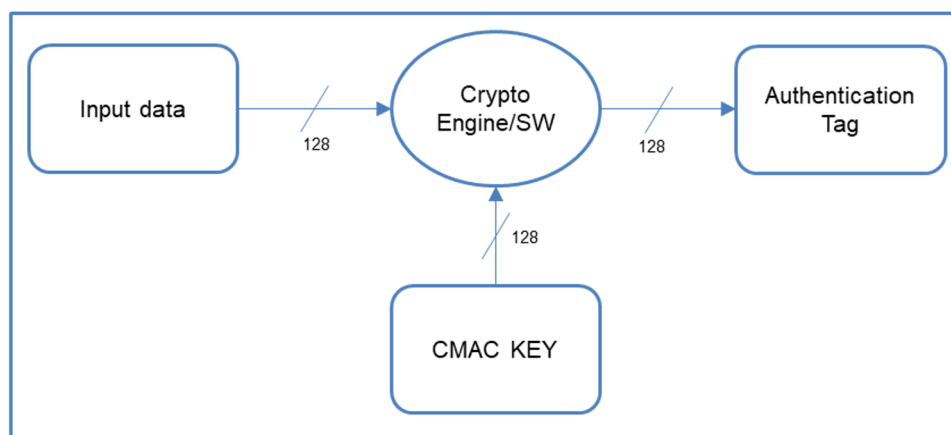 Input data
128
Crypto
Engine/SW
128
Authentication
Tag
128
CMAC KEY